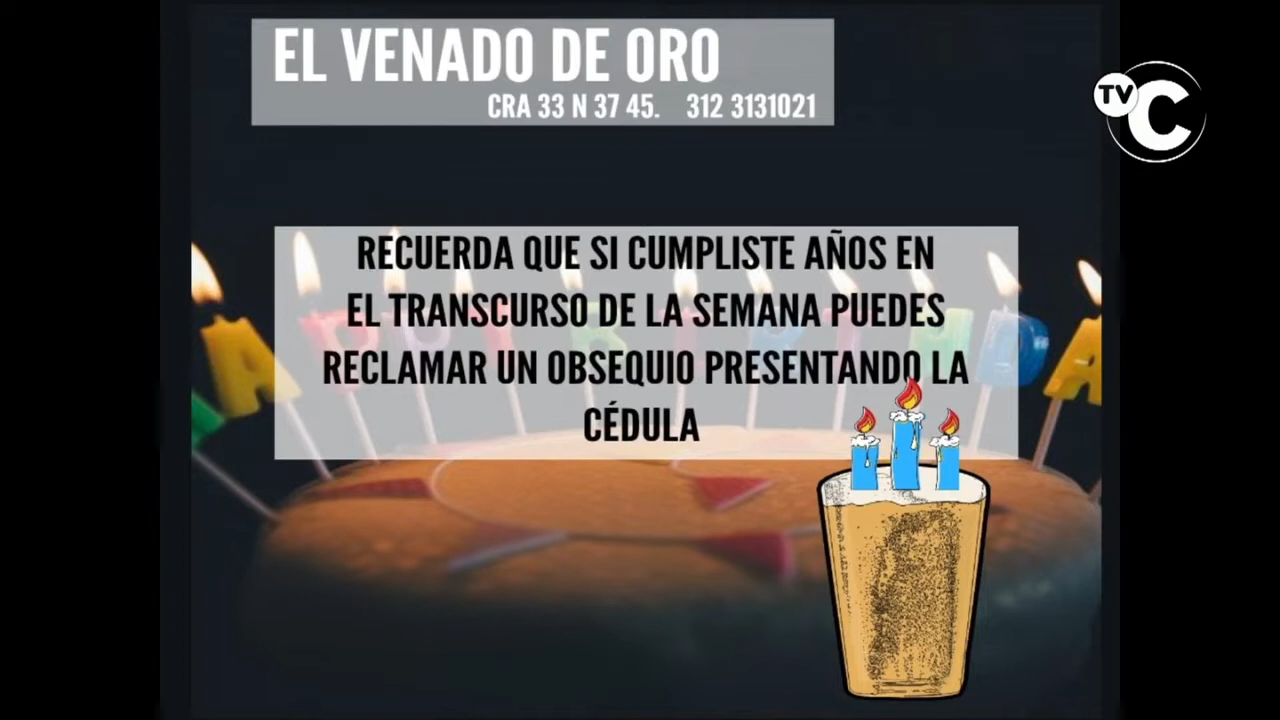 EL VENADO DE ORO
CRA 33 N 37 45. 312 3131021
TV C
RECUERDA QUE SI CUMPLISTE AÑOS EN
EL TRANSCURSO DE LA SEMANA PUEDES
RECLAMAR UN OBSEQUIO PRESENTANDO LA
CÉDULA